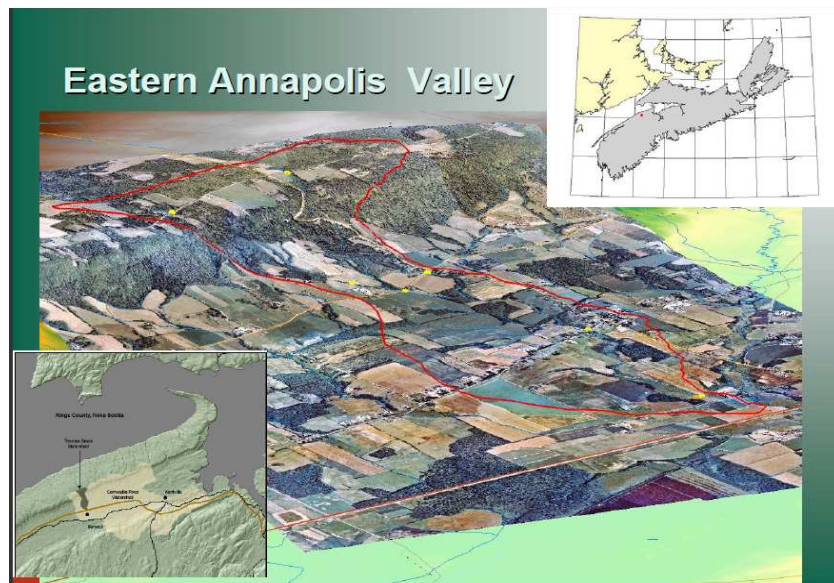 Eastern Annapolis Valley
Kings County, Nova Scotia
Thomas Brook
Watershed
Cornwallis River
Watershed
Kentville
Berwick